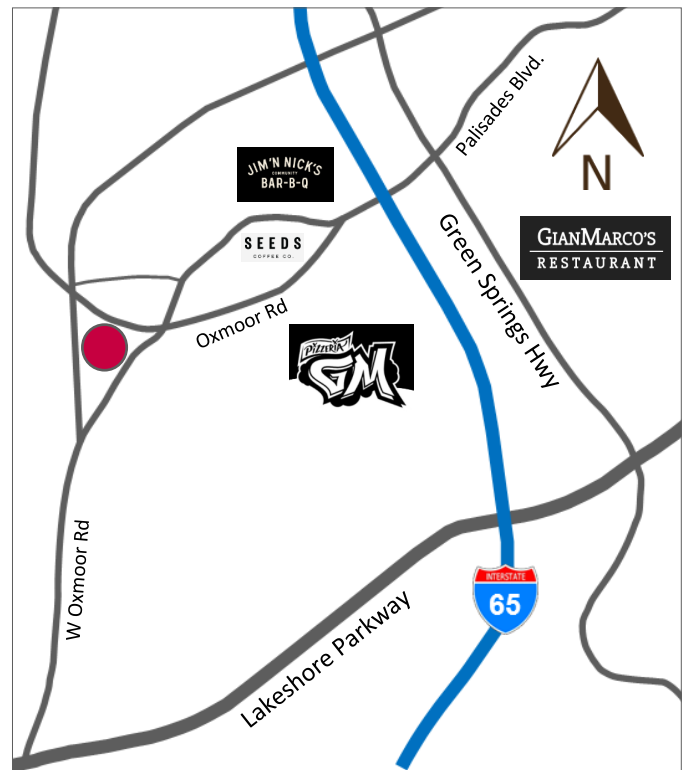 Palisades Blvd.
N
JIM'N NICK'S
COMMUNITY
BAR-B-Q
SEEDS
COFFEE CO.
GIANMARCO'S
RESTAURANT
Green Springs Hwy
Oxmoor Rd
PIZZERIA
GM
W Oxmoor Rd
INTERSTATE
65
Lakeshore Parkway